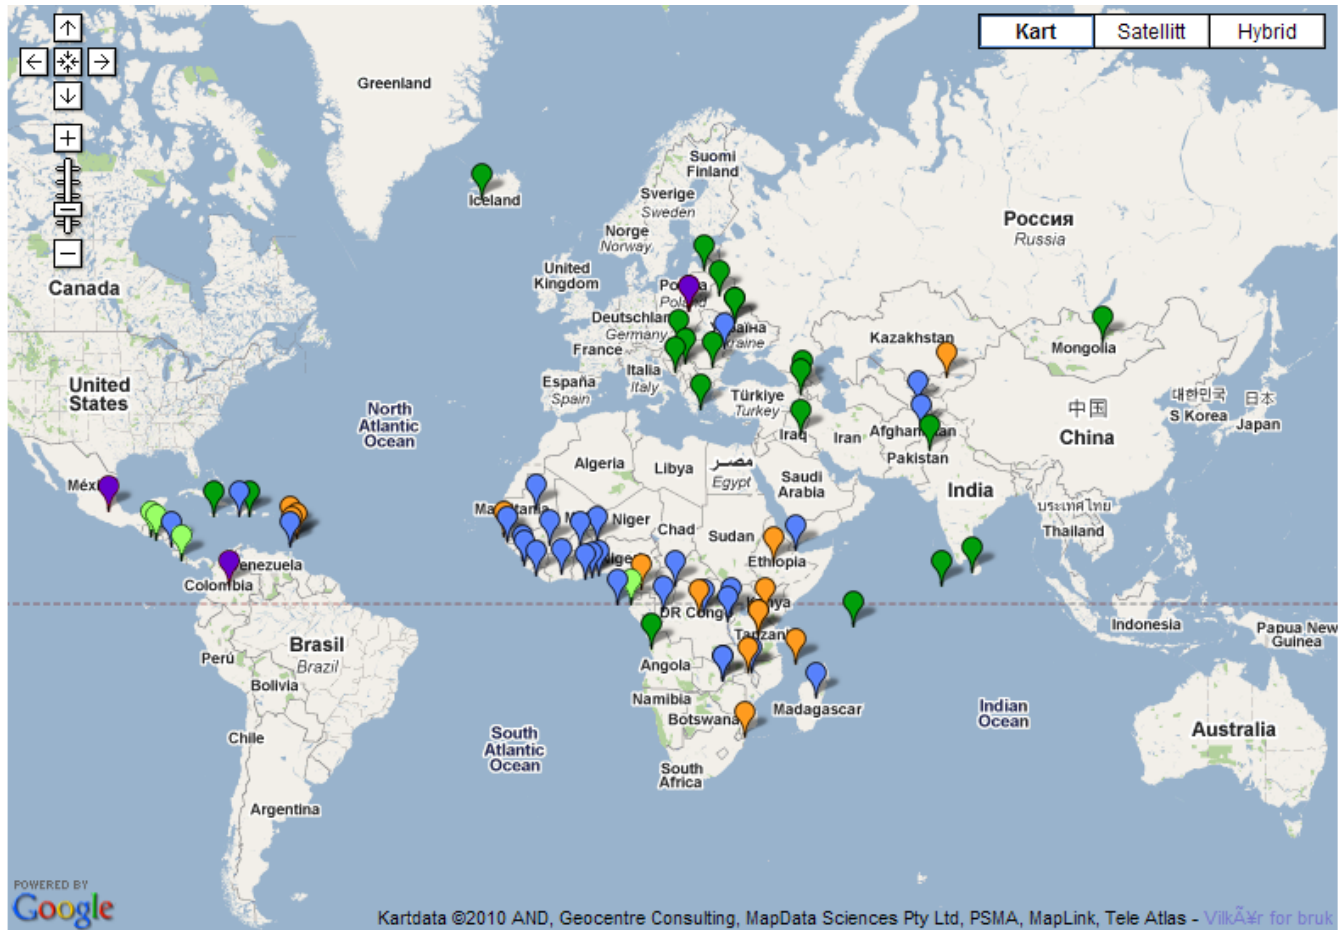 Kart
Satellitt
Hybrid
Greenland
Iceland
Suomi
Finland
Sverige
Sweden
Norge
Norway
Россия
Russia
Canada
United
Kingdom
Poland
Deutschlan
Germany
raine
France
Kazakhstan
Mongolia
United
States
Italia
Italy
España
Spain
Türkiye
Turkey
North
Atlantic
Ocean
中国
China
대한민국
S Korea
日本
Japan
Iraq
Iran
Pakistan
Algeria
Libya
مصر
Egypt
Saudi
Arabia
India
Méxi
Niger
Chad
Sudan
Ethiopia
ประเทศไทย
Thailand
enezuela
Colombia
DR Congo
Indonesia
Papua New
Guinea
Brasil
Brazil
Perú
Bolivia
Angola
Namibia
Botswana
Madagascar
Indian
Ocean
Australia
Chile
South
Atlantic
Ocean
South
Africa
Argentina
POWERED BY
Google
Kartdata ©2010 AND, Geocentre Consulting, MapData Sciences Pty Ltd, PSMA, MapLink, Tele Atlas - VilkÃ¥r for bruk